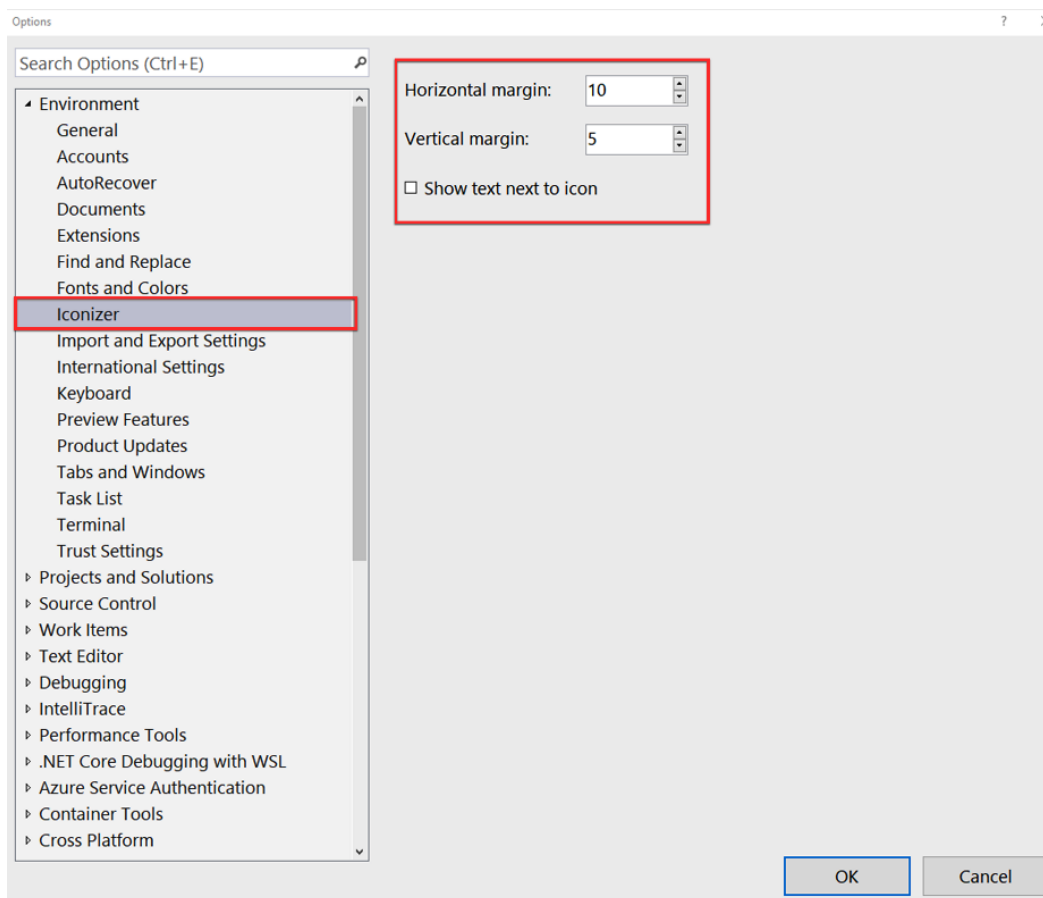 Options
?
Search Options (Ctrl+E)
Environment
General
Accounts
AutoRecover
Documents
Extensions
Find and Replace
Fonts and Colors
Iconizer
Import and Export Settings
International Settings
Keyboard
Preview Features
Product Updates
Tabs and Windows
Task List
Terminal
Trust Settings
Projects and Solutions
Source Control
Work Items
Text Editor
Debugging
IntelliTrace
Performance Tools
.NET Core Debugging with WSL
Azure Service Authentication
Container Tools
Cross Platform
Horizontal margin: 10
Vertical margin: 5
Show text next to icon
OK Cancel